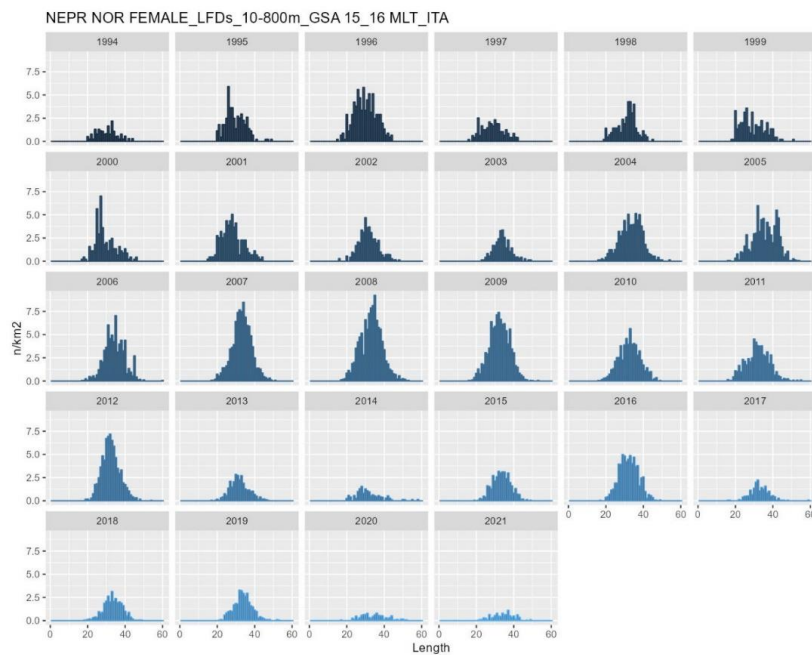 NEPR NOR FEMALE_LFDs_10-800m_GSA 15_16 MLT_ITA
1994 1995 1996 1997 1998 1999
7.5
5.0
2.5
0.0
2000 2001 2002 2003 2004 2005
7.5
5.0
2.5
0.0
2006 2007 2008 2009 2010 2011
n/km2
7.5
5.0
2.5
0.0
2012 2013 2014 2015 2016 2017
7.5
5.0
2.5
0.0
0 20 40 60 0 20 40 60
2018 2019 2020 2021
7.5
5.0
2.5
0.0
0 20 40 60 0 20 40 60 0 20 40 60 0 20 40 60
Length